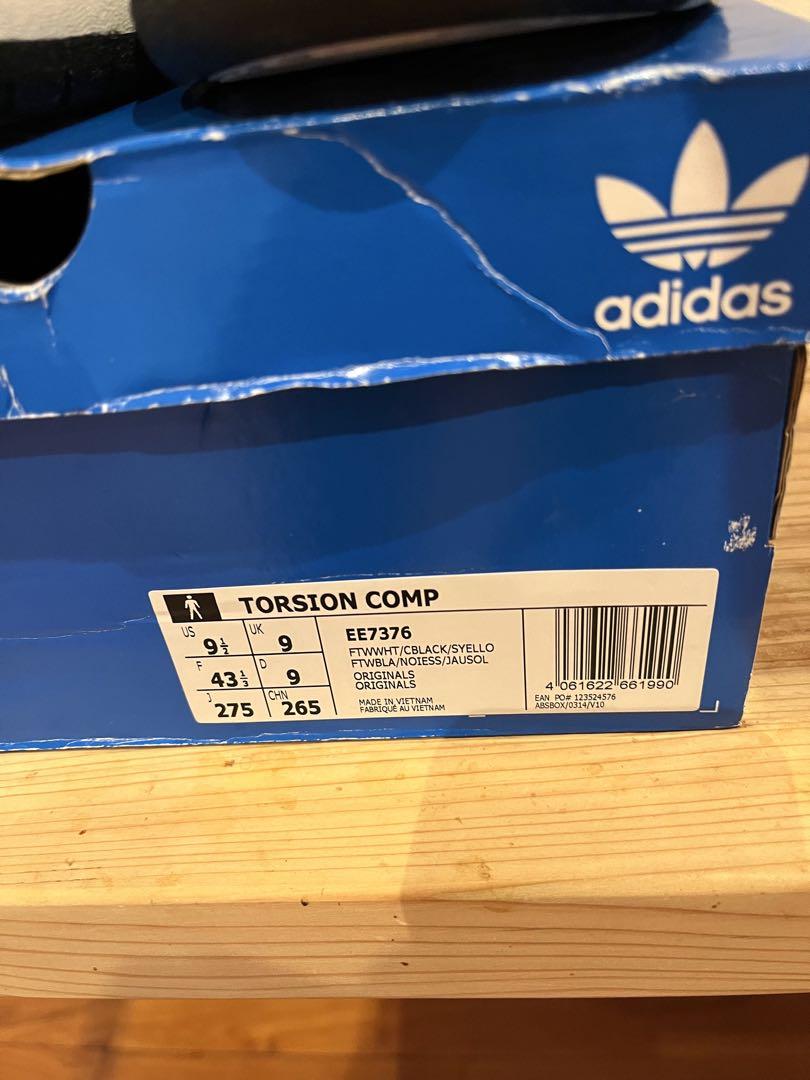 adidas
TORSION COMP
US 9½ UK 9
F 43⅓ D 9
J 275 CHN 265
EE7376
FTWWHT/CBLACK/SYELLO
FTWBLA/NOIESS/JAUSOL
ORIGINALS
ORIGINALS
MADE IN VIETNAM
FABRIQUÉ AU VIETNAM
4 061622 661990
EAN PO# 123524576
ABSBOX/0314/V10